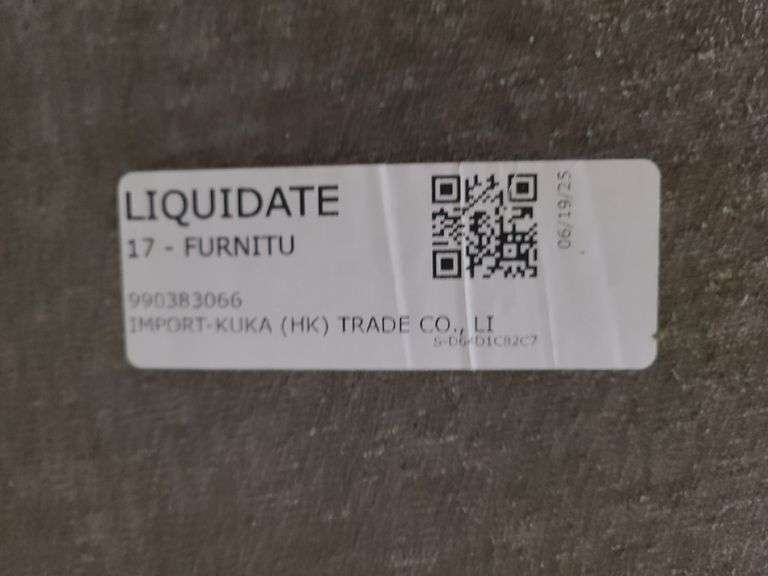 LIQUIDATE
17 - FURNITU
06/19/25
990383066
IMPORT-KUKA (HK) TRADE CO., LI